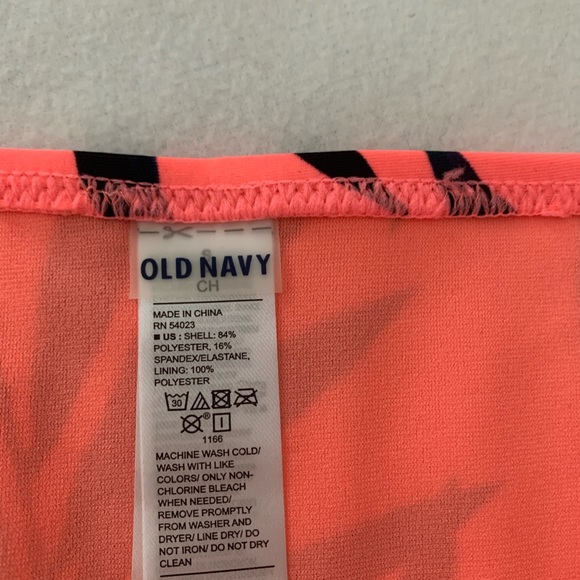 S
OLD NAVY
CH
MADE IN CHINA
RN 54023
■ US : SHELL: 84%
POLYESTER, 16%
SPANDEX/ELASTANE,
LINING: 100%
POLYESTER
30
®
1166
MACHINE WASH COLD/
WASH WITH LIKE
COLORS/ ONLY NON-
CHLORINE BLEACH
WHEN NEEDED/
REMOVE PROMPTLY
FROM WASHER AND
DRYER/ LINE DRY/ DO
NOT IRON/ DO NOT DRY
CLEAN